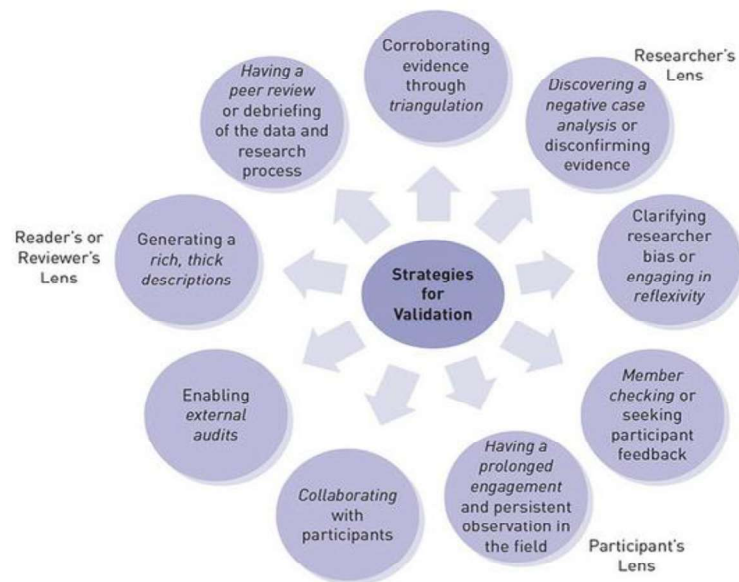 Corroborating
evidence
through
triangulation
Researcher's
Lens
Discovering a
negative case
analysis or
disconfirming
evidence
Clarifying
researcher
bias or
engaging in
reflexivity
Member
checking or
seeking
participant
feedback
Having a
prolonged
engagement
and persistent
observation in
the field
Participant's
Lens
Collaborating
with
participants
Enabling
external
audits
Generating a
rich, thick
descriptions
Reader's or
Reviewer's
Lens
Having a
peer review
or debriefing
of the data and
research
process
Strategies
for
Validation